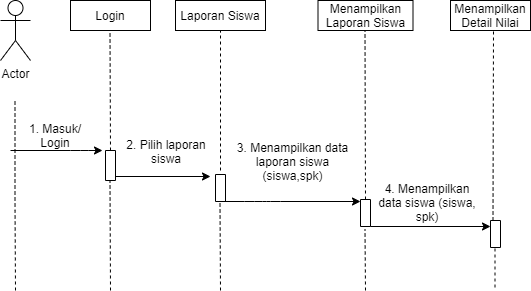 Login
Laporan Siswa
Menampilkan
Laporan Siswa
Menampilkan
Detail Nilai
Actor
1. Masuk/
Login
2. Pilih laporan
siswa
3. Menampilkan data
laporan siswa
(siswa,spk)
4. Menampilkan
data siswa (siswa,
spk)